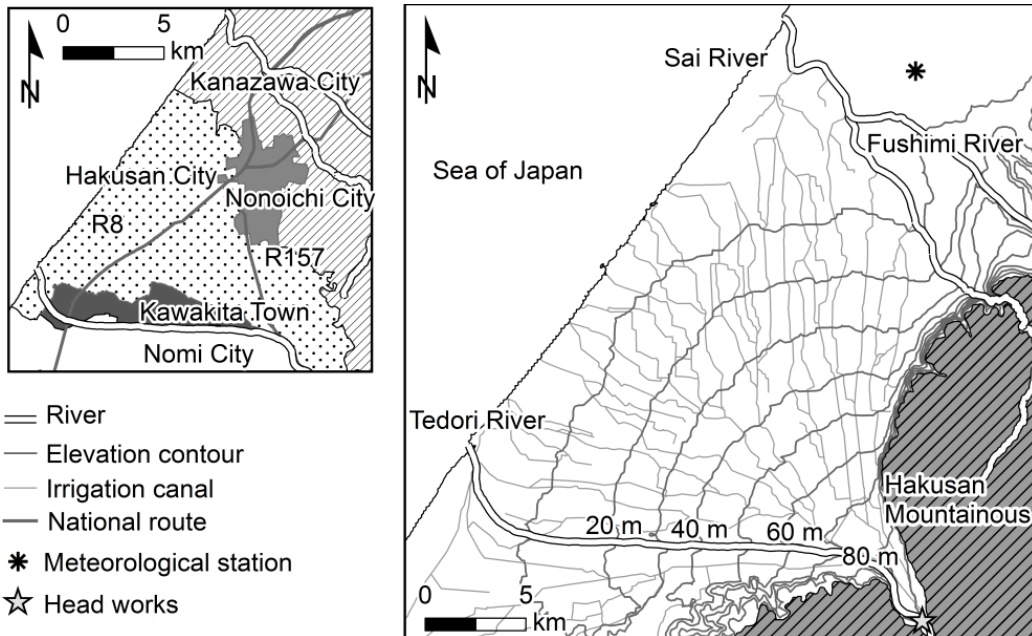 0 5
km
N
Kanazawa City
Hakusan City
Nonoichi City
R8
R157
Kawakita Town
Nomi City
River
Elevation contour
Irrigation canal
National route
Meteorological station
Head works
N
Sai River
Fushimi River
Sea of Japan
Tedori River
Hakusan
Mountainous
20 m 40 m 60 m
80 m
0 5
km